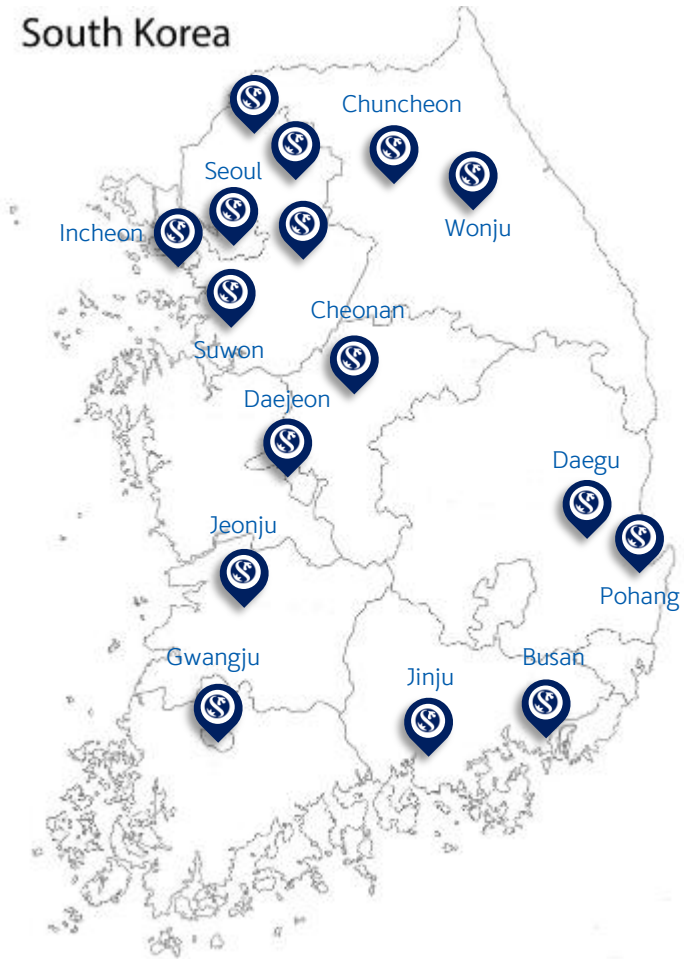 South Korea
Chuncheon
Seoul
Incheon
Wonju
Cheonan
Suwon
Daejeon
Daegu
Jeonju
Pohang
Gwangju
Busan
Jinju